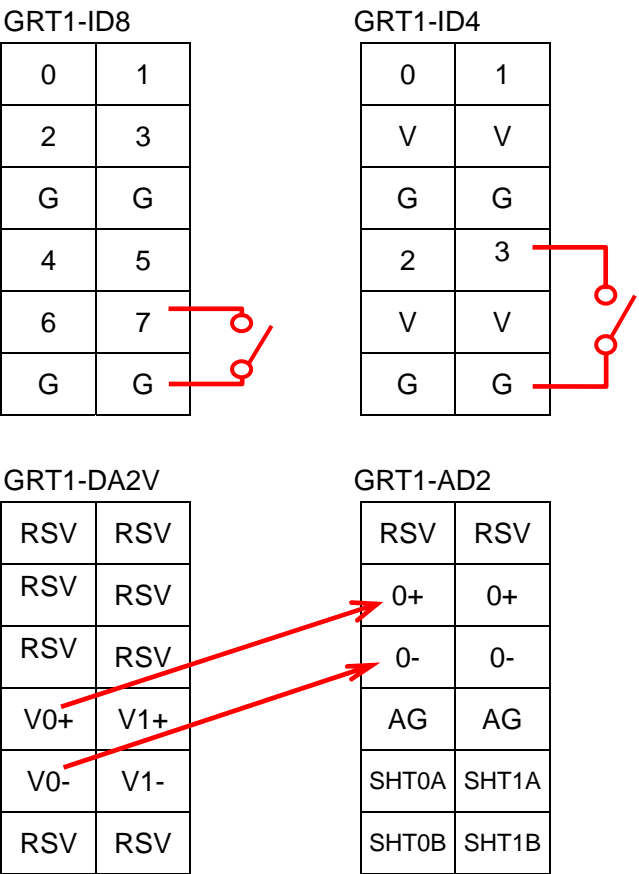 GRT1-ID8
0 1
2 3
G G
4 5
6 7
G G
GRT1-ID4
0 1
V V
G G
2 3
V V
G G
GRT1-DA2V
RSV RSV
RSV RSV
RSV RSV
V0+ V1+
V0- V1-
RSV RSV
GRT1-AD2
RSV RSV
0+ 0+
0- 0-
AG AG
SHT0A SHT1A
SHT0B SHT1B